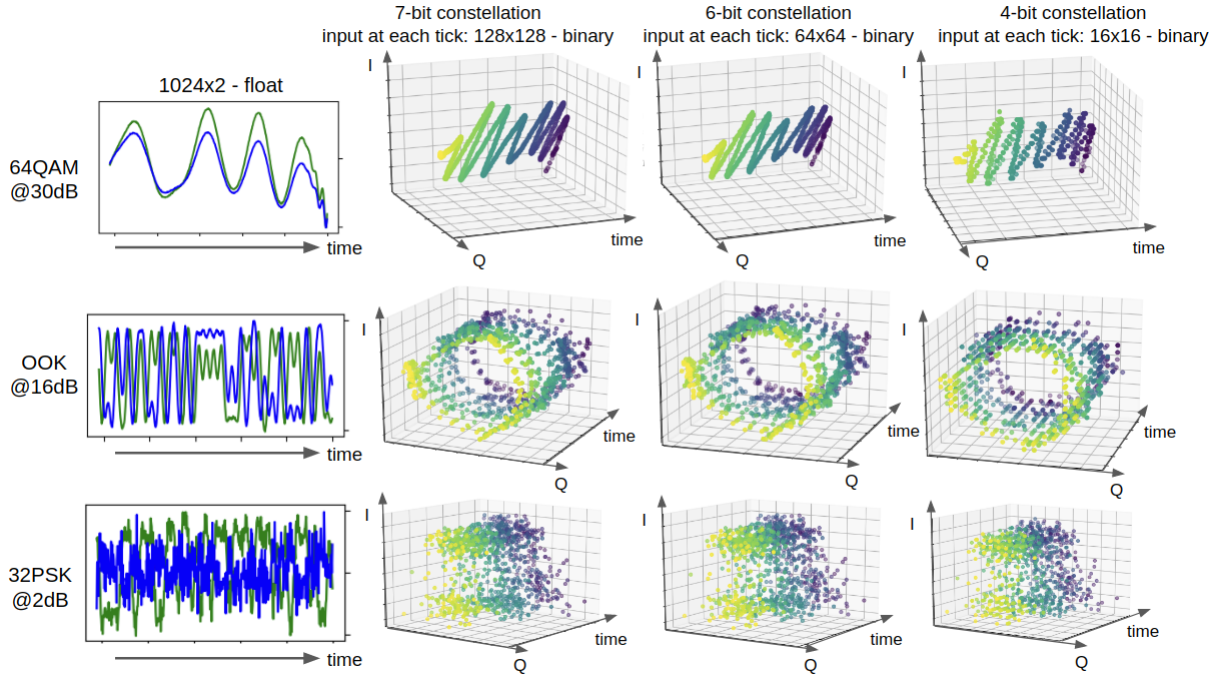 7-bit constellation
input at each tick: 128x128 - binary
6-bit constellation
input at each tick: 64x64 - binary
4-bit constellation
input at each tick: 16x16 - binary
1024x2 - float
64QAM
@30dB
time
I
Q
time
I
Q
time
I
Q
time
OOK
@16dB
time
I
Q
time
I
Q
time
I
Q
time
32PSK
@2dB
time
I
Q
time
I
Q
time
I
Q
time